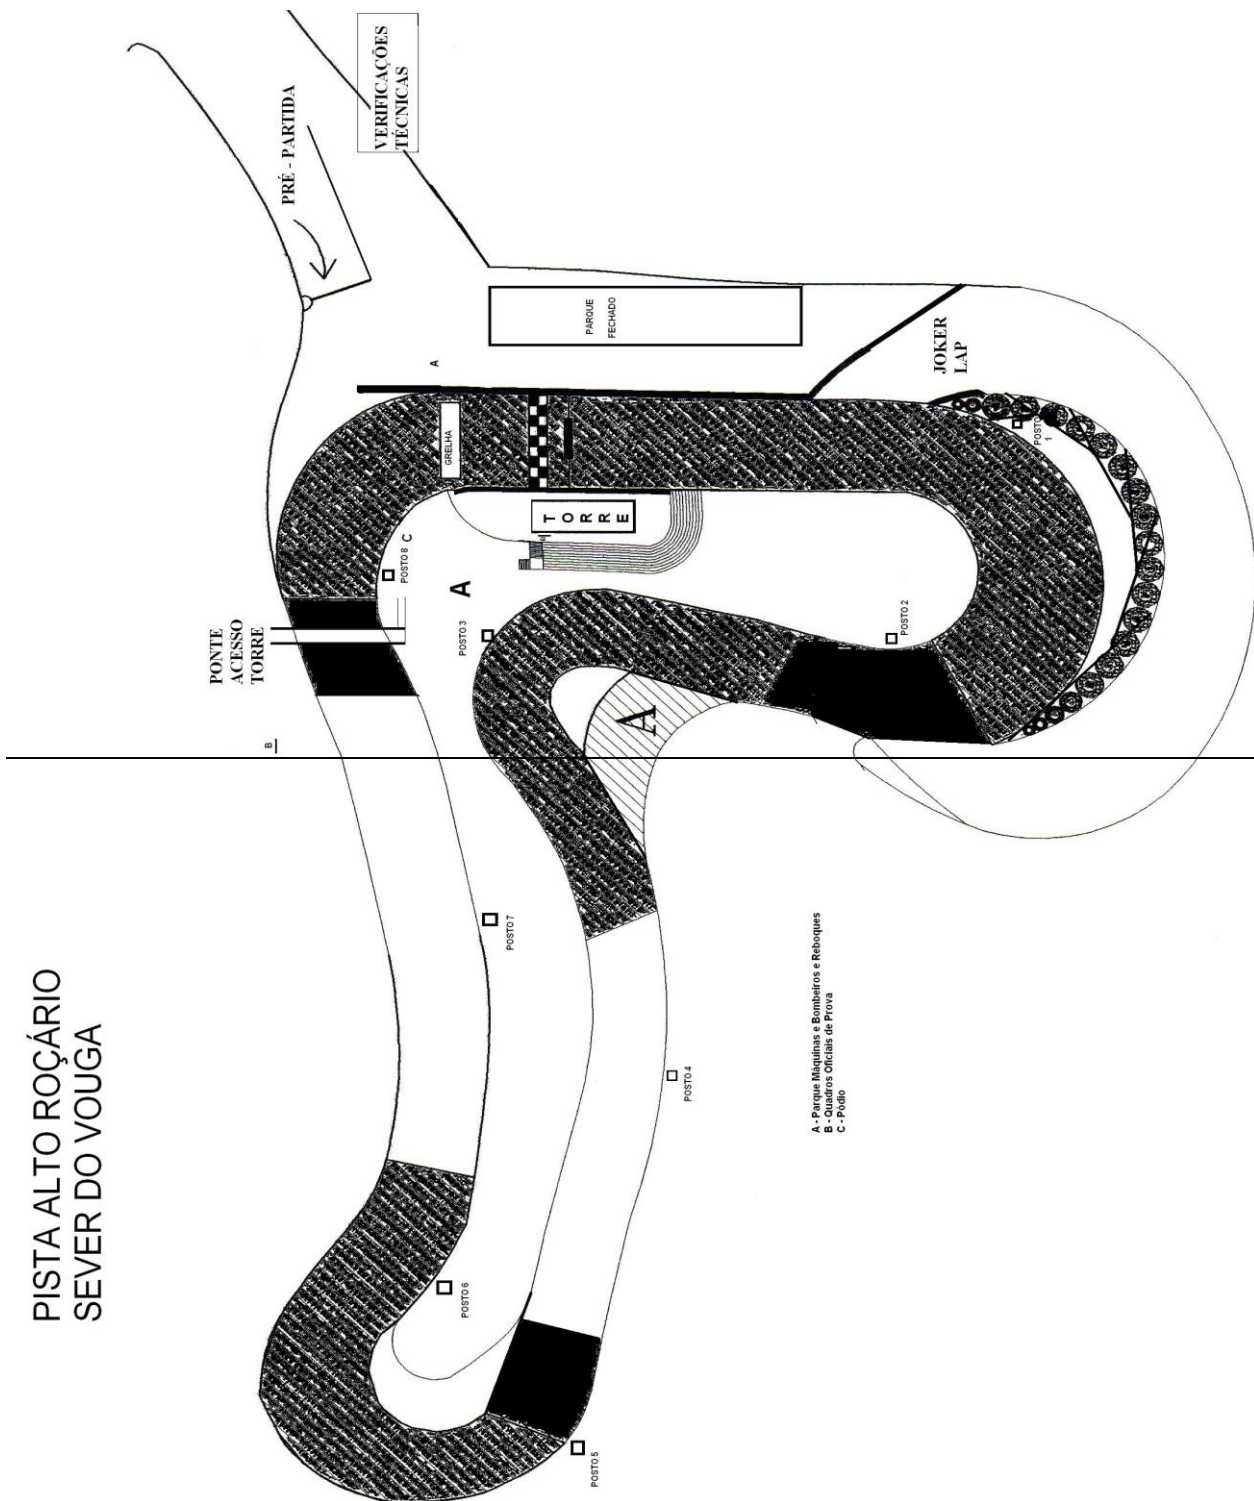 PISTA ALTO ROÇÁRIO
SEVER DO VOUGA
PRÉ - PARTIDA
VERIFICAÇÕES
TÉCNICAS
PARQUE
FECHADO
JOKER
LAP
A
GRELHA
TORRE
POSTO
1
POSTO 8
C
PONTE
ACESSO
TORRE
A
POSTO 3
POSTO 2
A
B
POSTO 7
POSTO 4
POSTO 6
POSTO 5
A - Parque Máquinas e Bombeiros e Reboques
B - Quadros Oficiais de Prova
C - Pódio